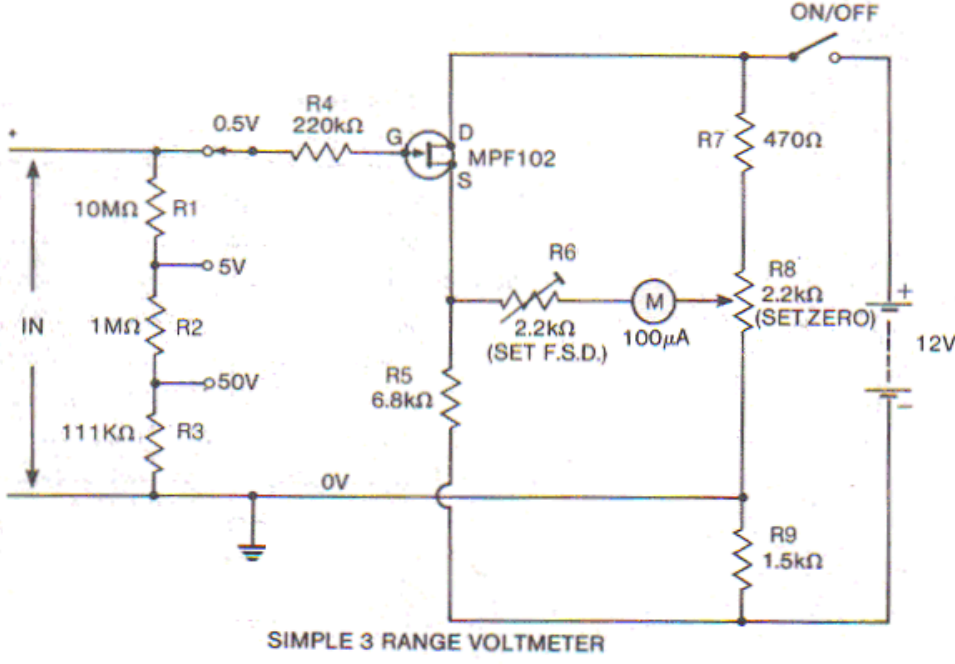 ON/OFF
+
0.5V
R4
220kΩ
G
D
S
MPF102
R7
470Ω
10MΩ
R1
5V
R6
R8
2.2kΩ
(SET ZERO)
M
100µA
2.2kΩ
(SET F.S.D.)
+
12V
-
IN
1MΩ
R2
50V
R5
6.8kΩ
111KΩ
R3
0V
R9
1.5kΩ
SIMPLE 3 RANGE VOLTMETER